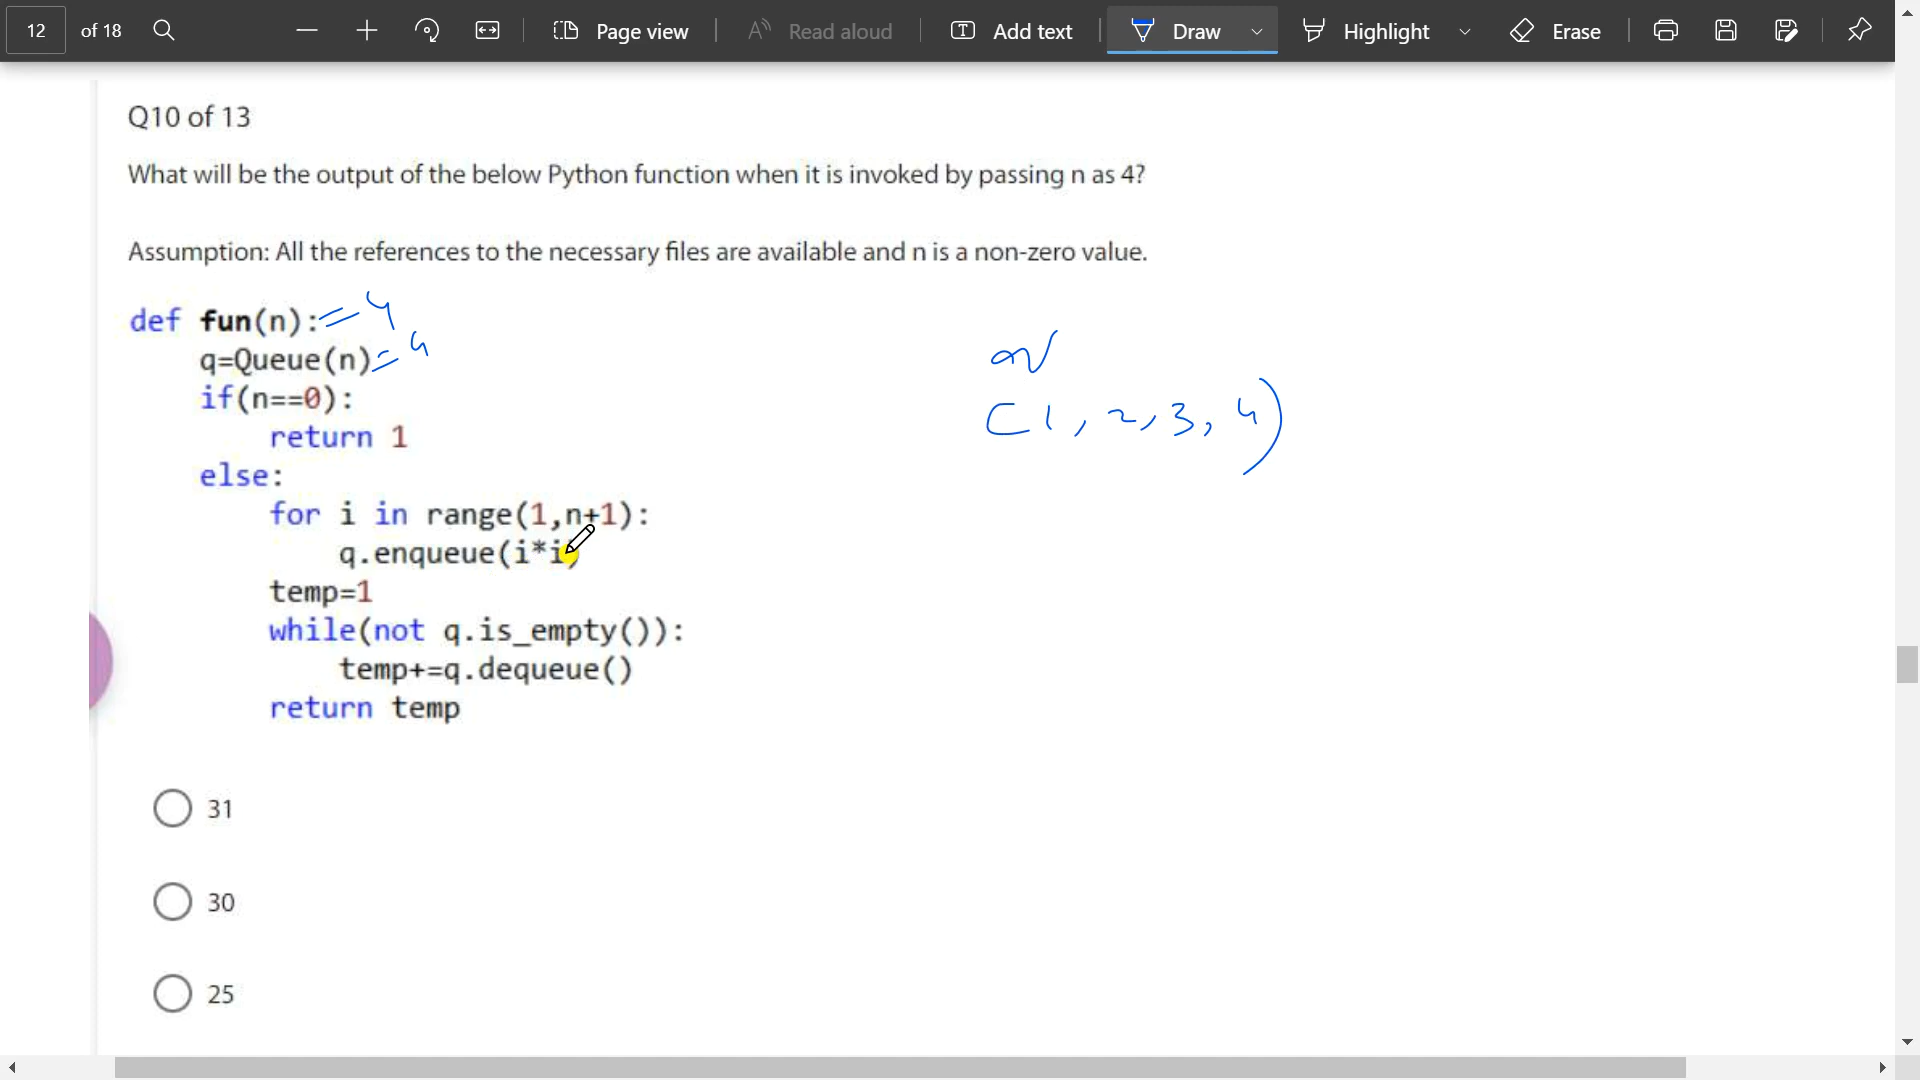 12 of 18 Page view Read aloud Add text Draw Highlight Erase
Q10 of 13
What will be the output of the below Python function when it is invoked by passing n as 4?
Assumption: All the references to the necessary files are available and n is a non-zero value.
def fun(n): = 4
q=Queue(n) = 4
if(n==0):
return 1
(1, 2, 3, 4)
else:
for i in range(1,n+1):
q.enqueue(i*i)
temp=1
while(not q.is_empty()):
temp+=q.dequeue()
return temp
31
30
25